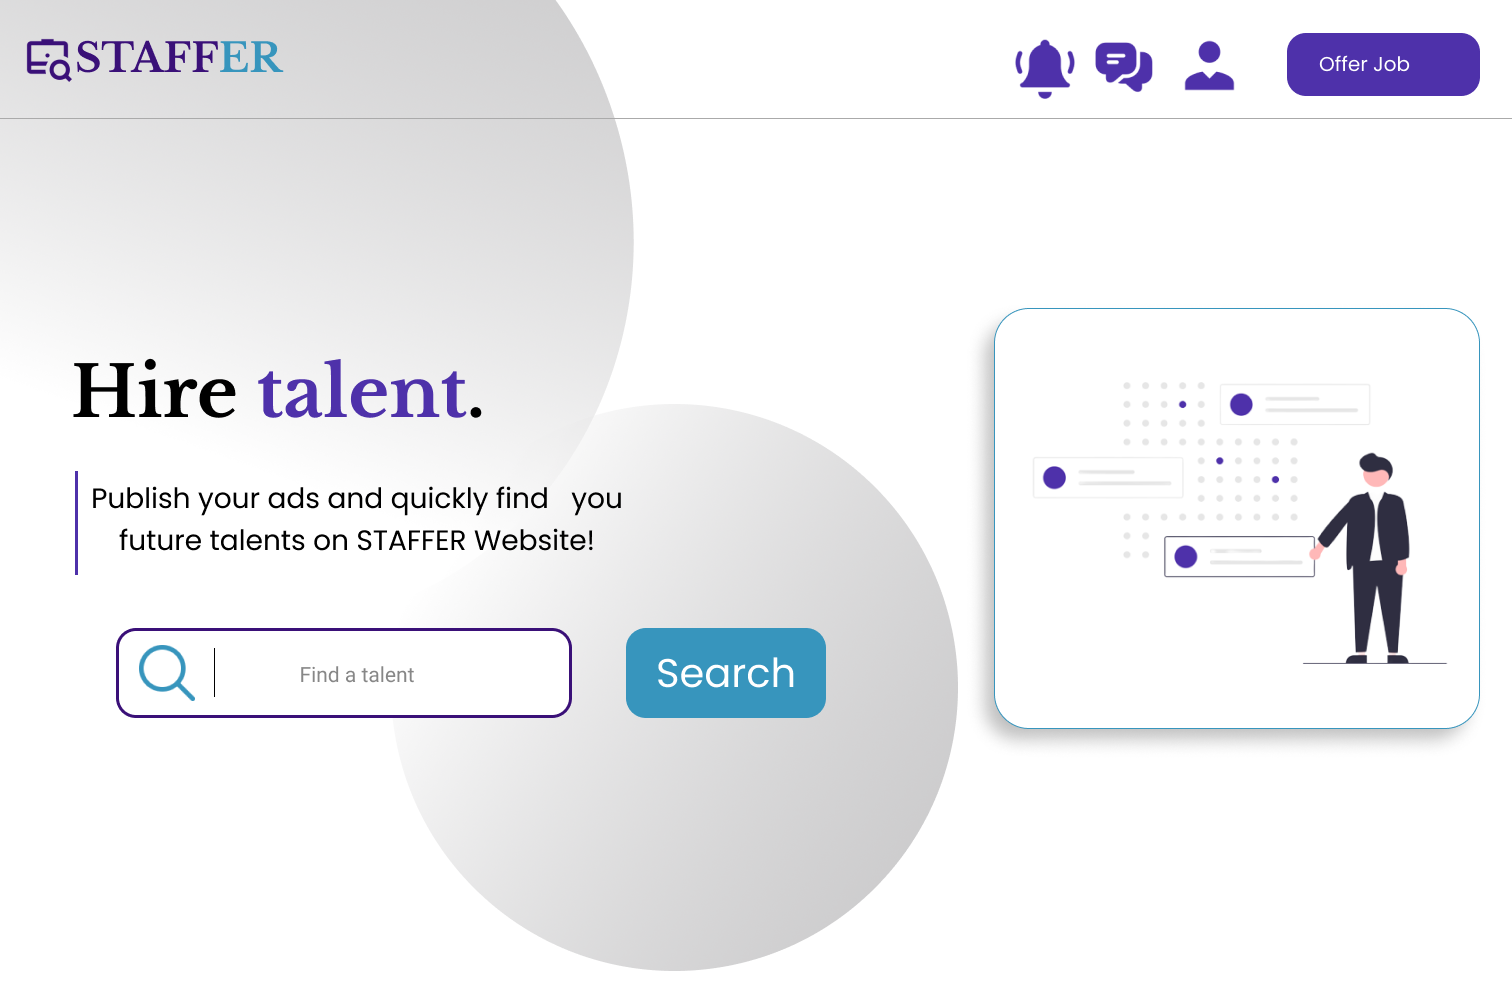 STAFFER
Offer Job
Hire talent.
Publish your ads and quickly find you
future talents on STAFFER Website!
Find a talent
Search